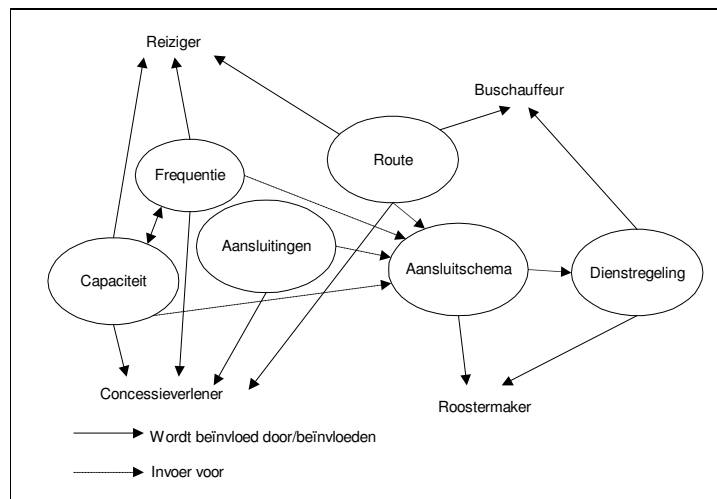 Reiziger
Buschauffeur
Route
Frequentie
Aansluitingen
Aansluitschema
Dienstregeling
Capaciteit
Concessieverlener
Roostermaker
Wordt beïnvloed door/beïnvloeden
Invoer voor